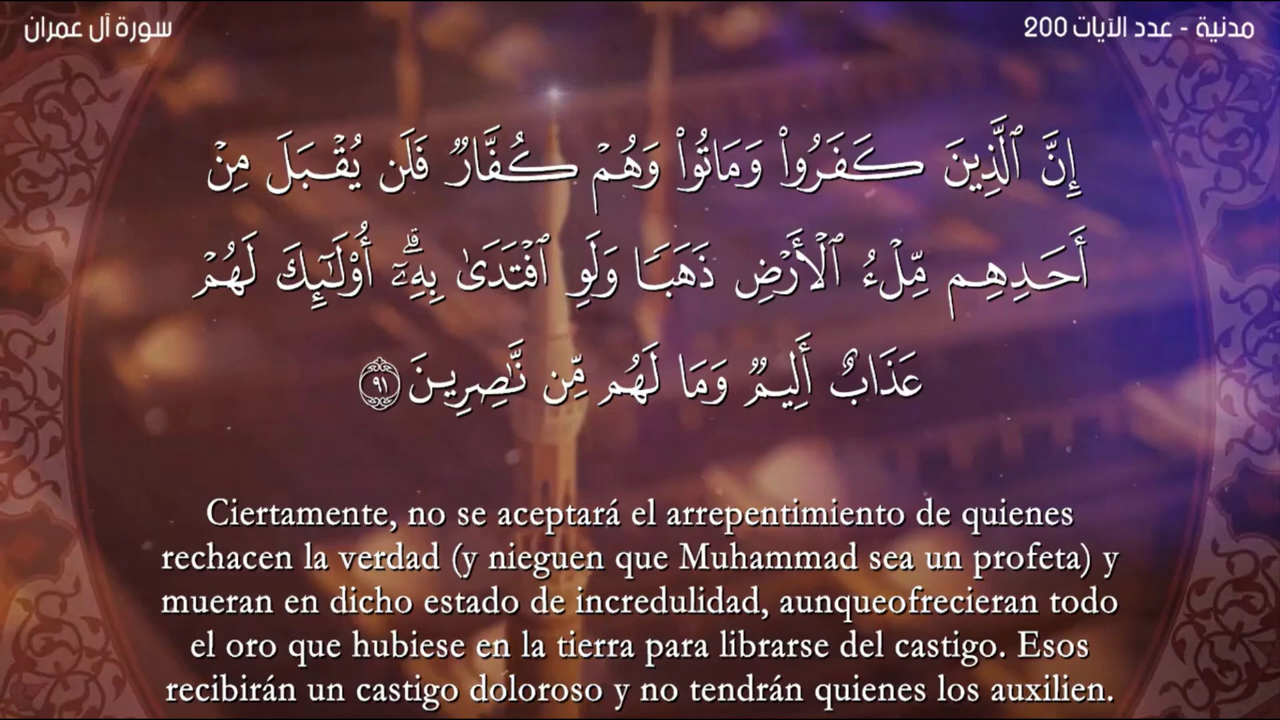 مدنية - عدد الآيات 200
سورة آل عمران
إِنَّ ٱلَّذِينَ كَفَرُوا۟ وَمَاتُوا۟ وَهُمْ كُفَّارٌ فَلَن يُقْبَلَ مِنْ
أَحَدِهِم مِّلْءُ ٱلْأَرْضِ ذَهَبًا وَلَوِ ٱفْتَدَىٰ بِهِۦٓ ۗ أُو۟لَٰٓئِكَ لَهُمْ
عَذَابٌ أَلِيمٌ وَمَا لَهُم مِّن نَّٰصِرِينَ ٩١
Ciertamente, no se aceptará el arrepentimiento de quienes
rechacen la verdad (y nieguen que Muhammad sea un profeta) y
mueran en dicho estado de incredulidad, aunqueofrecieran todo
el oro que hubiese en la tierra para librarse del castigo. Esos
recibirán un castigo doloroso y no tendrán quienes los auxilien.